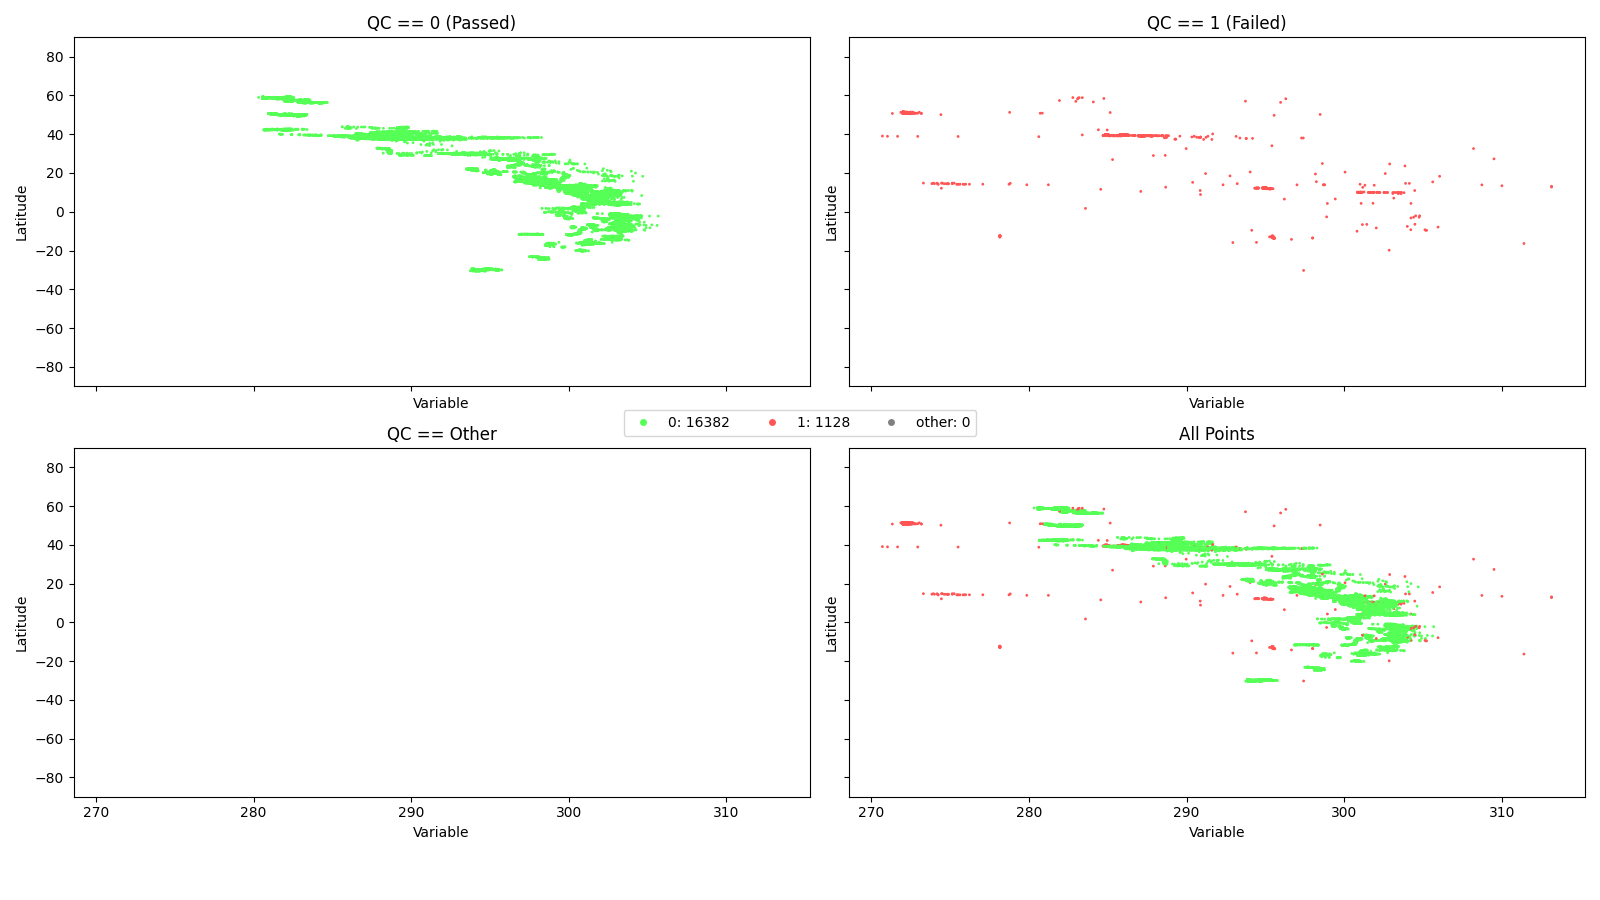 QC == 0 (Passed)
QC == 1 (Failed)
80
60
40
20
0
−20
−40
−60
−80
Latitude
Latitude
Variable
Variable
0: 16382
1: 1128
other: 0
QC == Other
All Points
80
60
40
20
0
−20
−40
−60
−80
Latitude
Latitude
270
280
290
300
310
270
280
290
300
310
Variable
Variable